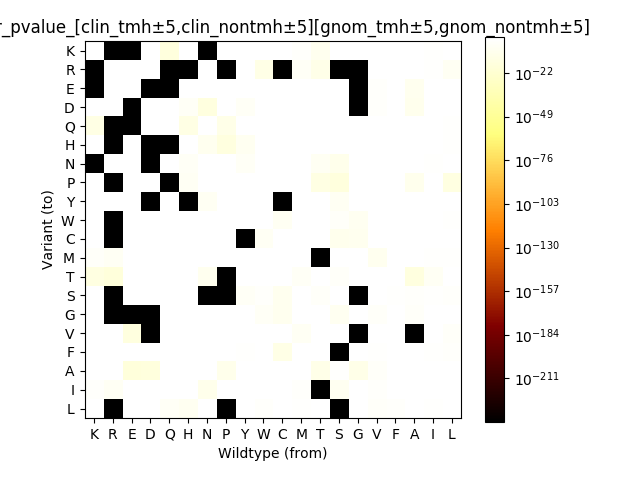 r_pvalue_[clin_tmh±5,clin_nontmh±5][gnom_tmh±5,gnom_nontmh±5]
K
R
E
D
Q
H
N
P
Y
W
C
M
T
S
G
V
F
A
I
L
Variant (to)
K R E D Q H N P Y W C M T S G V F A I L
Wildtype (from)
10^-22
10^-49
10^-76
10^-103
10^-130
10^-157
10^-184
10^-211